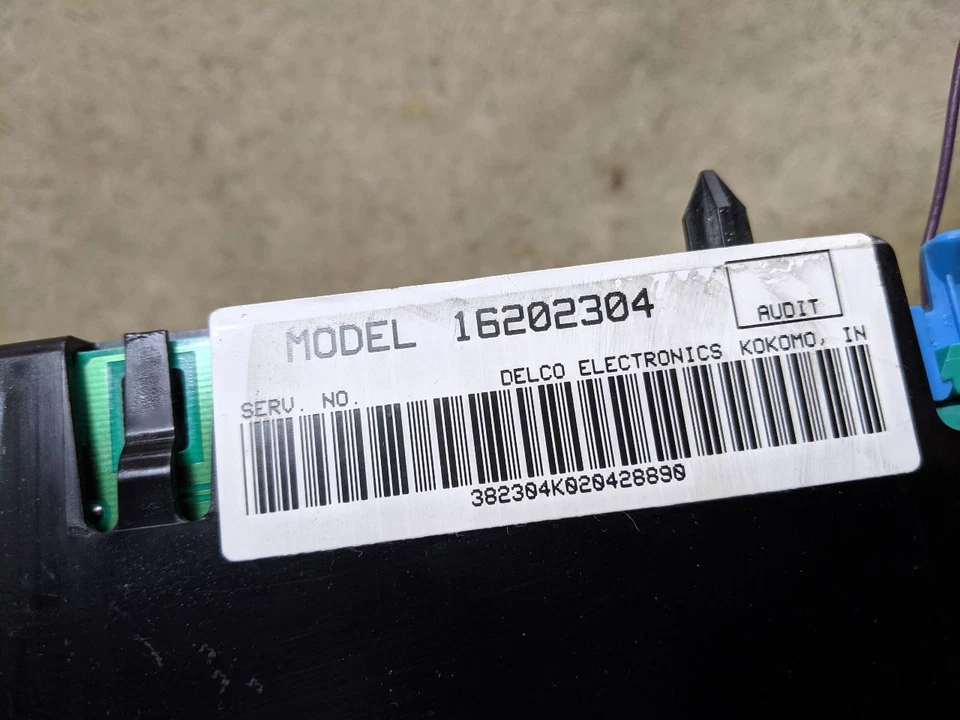 MODEL 16202304
AUDIT
DELCO ELECTRONICS KOKOMO, IN
SERV. NO.
382304K020428890